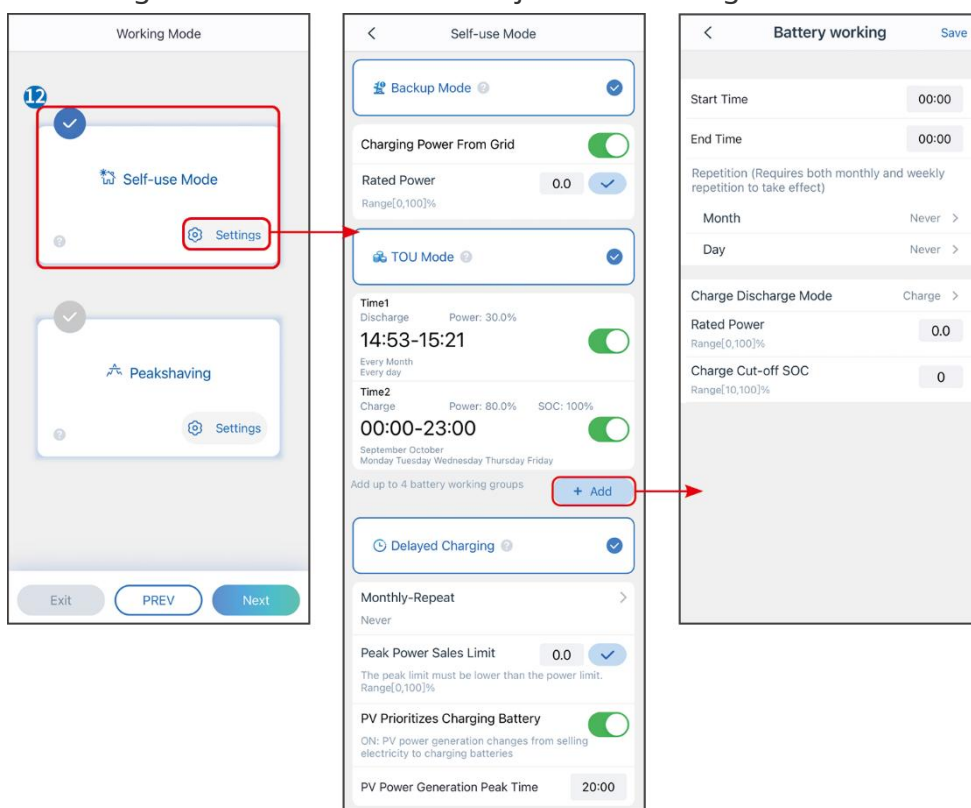 Working Mode
12
Self-use Mode
Settings
Peakshaving
Settings
Exit
PREV
Next
Self-use Mode
Backup Mode
Charging Power From Grid
Rated Power
0.0
Range[0,100]%
TOU Mode
Time1
Discharge Power: 30.0%
14:53-15:21
Every Month
Every day
Time2
Charge Power: 80.0% SOC: 100%
00:00-23:00
September October
Monday Tuesday Wednesday Thursday Friday
Add up to 4 battery working groups
+ Add
Delayed Charging
Monthly-Repeat
Never
Peak Power Sales Limit
0.0
The peak limit must be lower than the power limit.
Range[0,100]%
PV Prioritizes Charging Battery
ON: PV power generation changes from selling
electricity to charging batteries
PV Power Generation Peak Time 20:00
Battery working
Save
Start Time 00:00
End Time 00:00
Repetition (Requires both monthly and weekly
repetition to take effect)
Month Never
Day Never
Charge Discharge Mode Charge
Rated Power
0.0
Range[0,100]%
Charge Cut-off SOC
0
Range[10,100]%